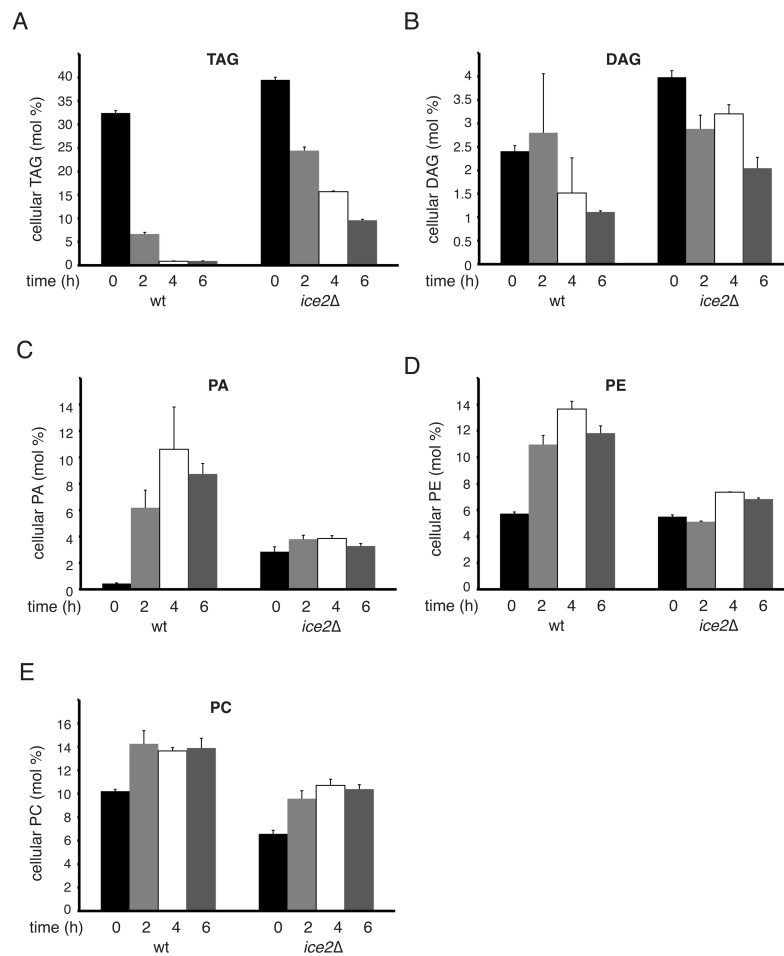 A
TAG
cellular TAG (mol %)
40
35
30
25
20
15
10
5
0
time (h) 0 2 4 6 0 2 4 6
wt ice2Δ
B
DAG
cellular DAG (mol %)
4
3.5
3
2.5
2
1.5
1
0.5
0
time (h) 0 2 4 6 0 2 4 6
wt ice2Δ
C
PA
cellular PA (mol %)
14
12
10
8
6
4
2
0
time (h) 0 2 4 6 0 2 4 6
wt ice2Δ
D
PE
cellular PE (mol %)
14
12
10
8
6
4
2
0
time (h) 0 2 4 6 0 2 4 6
wt ice2Δ
E
PC
cellular PC (mol %)
16
14
12
10
8
6
4
2
0
time (h) 0 2 4 6 0 2 4 6
wt ice2Δ